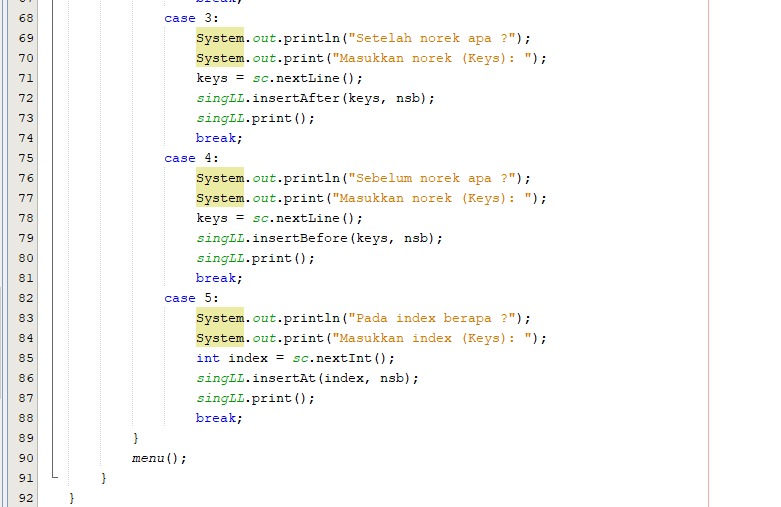 67 break;
68 case 3:
69 System.out.println("Setelah norek apa ?");
70 System.out.print("Masukkan norek (Keys): ");
71 keys = sc.nextLine();
72 singLL.insertAfter(keys, nsb);
73 singLL.print();
74 break;
75 case 4:
76 System.out.println("Sebelum norek apa ?");
77 System.out.print("Masukkan norek (Keys): ");
78 keys = sc.nextLine();
79 singLL.insertBefore(keys, nsb);
80 singLL.print();
81 break;
82 case 5:
83 System.out.println("Pada index berapa ?");
84 System.out.print("Masukkan index (Keys): ");
85 int index = sc.nextInt();
86 singLL.insertAt(index, nsb);
87 singLL.print();
88 break;
89 }
90 menu();
91 }
92 }